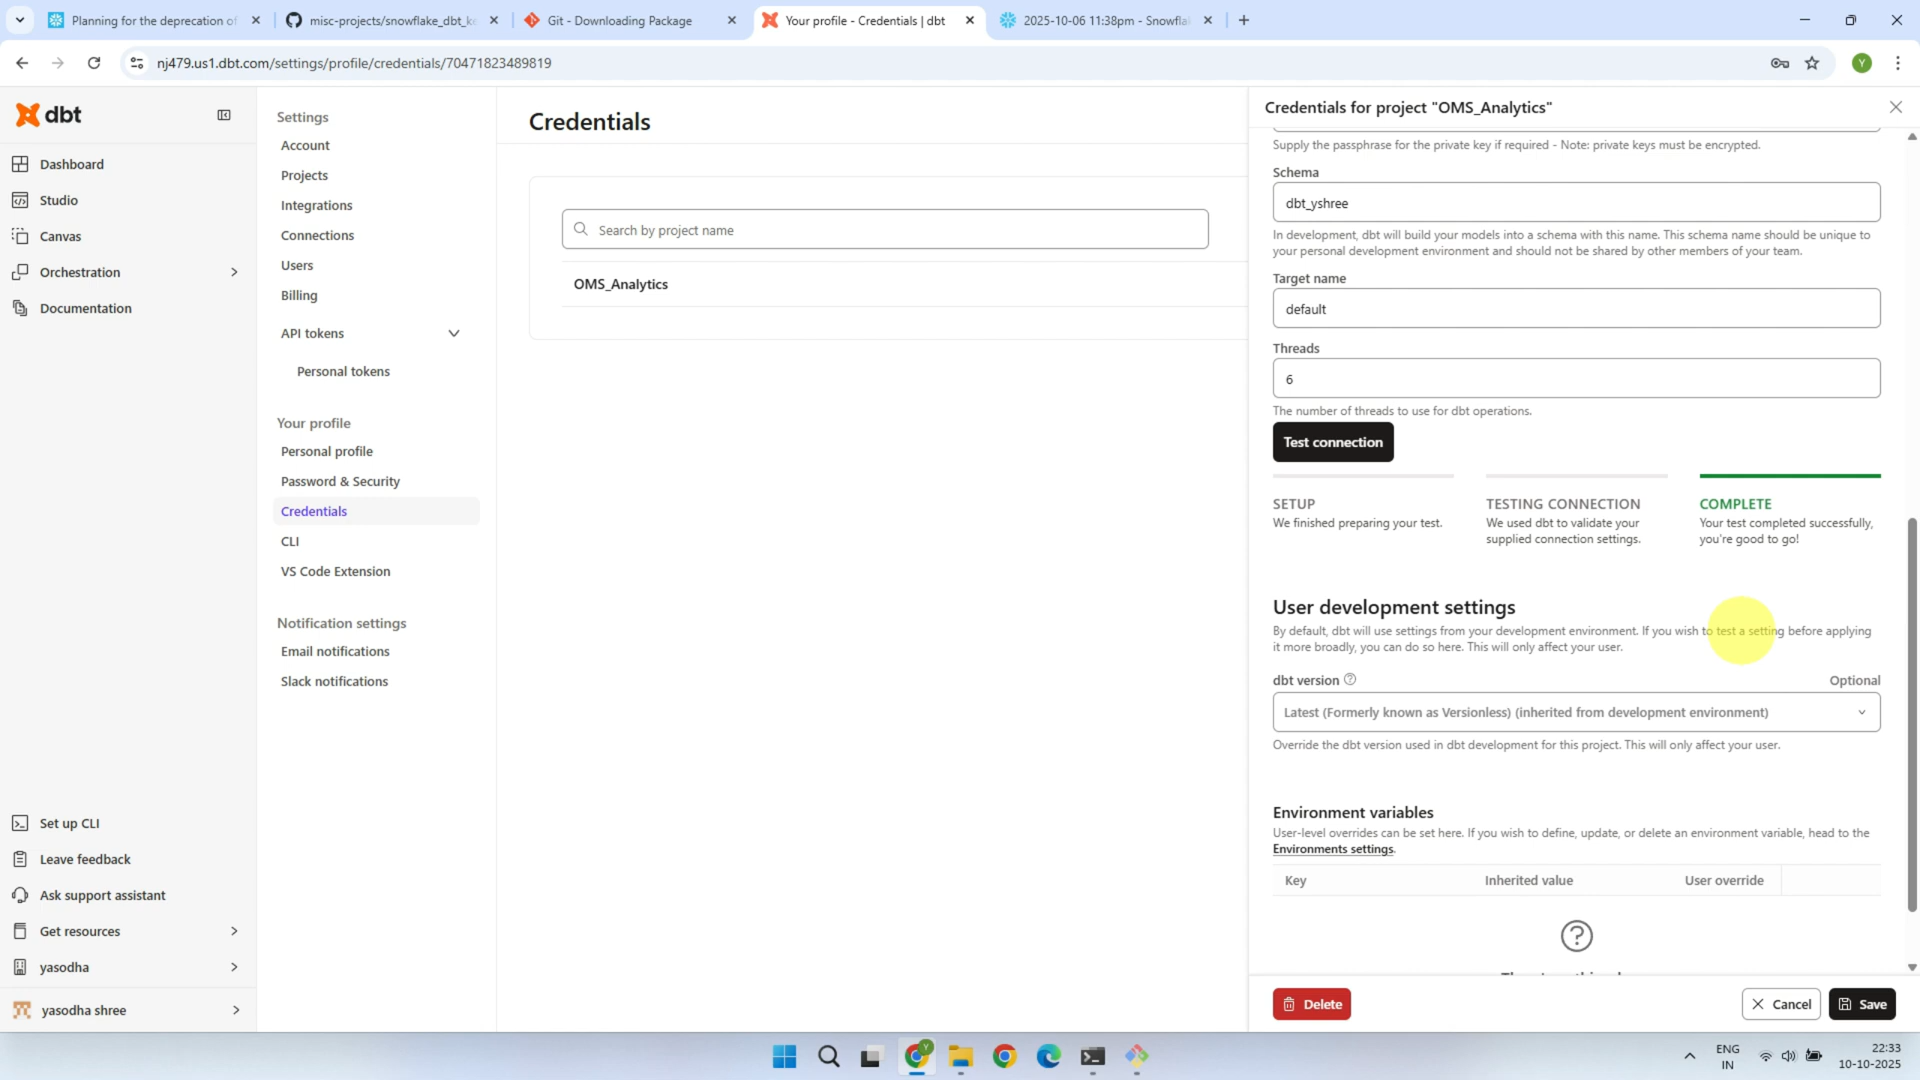 Planning for the deprecation of
misc-projects/snowflake_dbt_ke
Git - Downloading Package
Your profile - Credentials | dbt
2025-10-06 11:38pm - Snowfla
nj479.us1.dbt.com/settings/profile/credentials/70471823489819
Y
dbt
Dashboard
Studio
Canvas
Orchestration
Documentation
Set up CLI
Leave feedback
Ask support assistant
Get resources
yasodha
yasodha shree
Settings
Account
Projects
Integrations
Connections
Users
Billing
API tokens
Personal tokens
Your profile
Personal profile
Password & Security
Credentials
CLI
VS Code Extension
Notification settings
Email notifications
Slack notifications
Credentials
Search by project name
OMS_Analytics
Credentials for project "OMS_Analytics"
Supply the passphrase for the private key if required - Note: private keys must be encrypted.
Schema
dbt_yshree
In development, dbt will build your models into a schema with this name. This schema name should be unique to
your personal development environment and should not be shared by other members of your team.
Target name
default
Threads
6
The number of threads to use for dbt operations.
Test connection
SETUP
We finished preparing your test.
TESTING CONNECTION
We used dbt to validate your
supplied connection settings.
COMPLETE
Your test completed successfully,
you're good to go!
User development settings
By default, dbt will use settings from your development environment. If you wish to test a setting before applying
it more broadly, you can do so here. This will only affect your user.
dbt version
Optional
Latest (Formerly known as Versionless) (inherited from development environment)
Override the dbt version used in dbt development for this project. This will only affect your user.
Environment variables
User-level overrides can be set here. If you wish to define, update, or delete an environment variable, head to the
Environments settings.
Key Inherited value User override
Delete
Cancel
Save
ENG
IN
22:33
10-10-2025